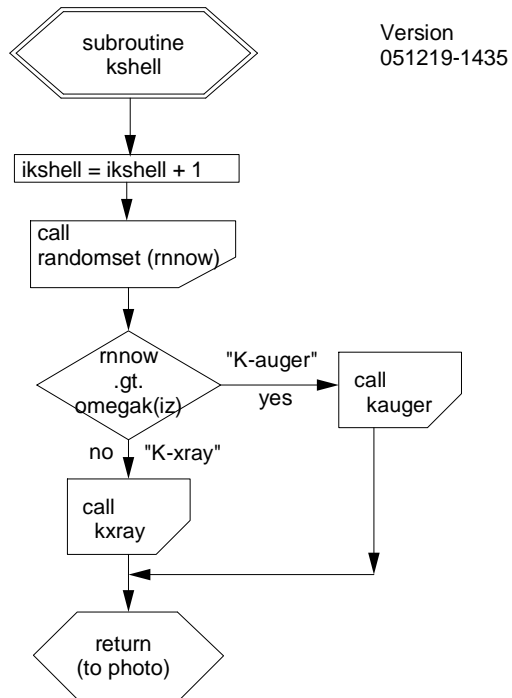 subroutine
kshell
Version
051219-1435
ikshell = ikshell + 1
call
randomset (rnnow)
rnnow
.gt.
omegak(iz)
"K-auger"
yes
call
kauger
no "K-xray"
call
kxray
return
(to photo)